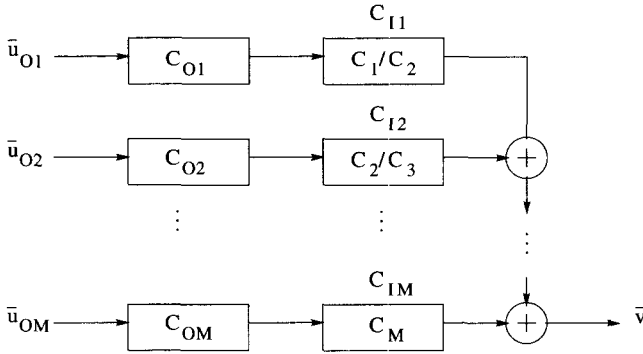 C_I1
ū_O1 C_O1 C_1/C_2
C_I2
ū_O2 C_O2 C_2/C_3 +
⋮ ⋮ ⋮
C_IM
ū_OM C_OM C_M + v̄